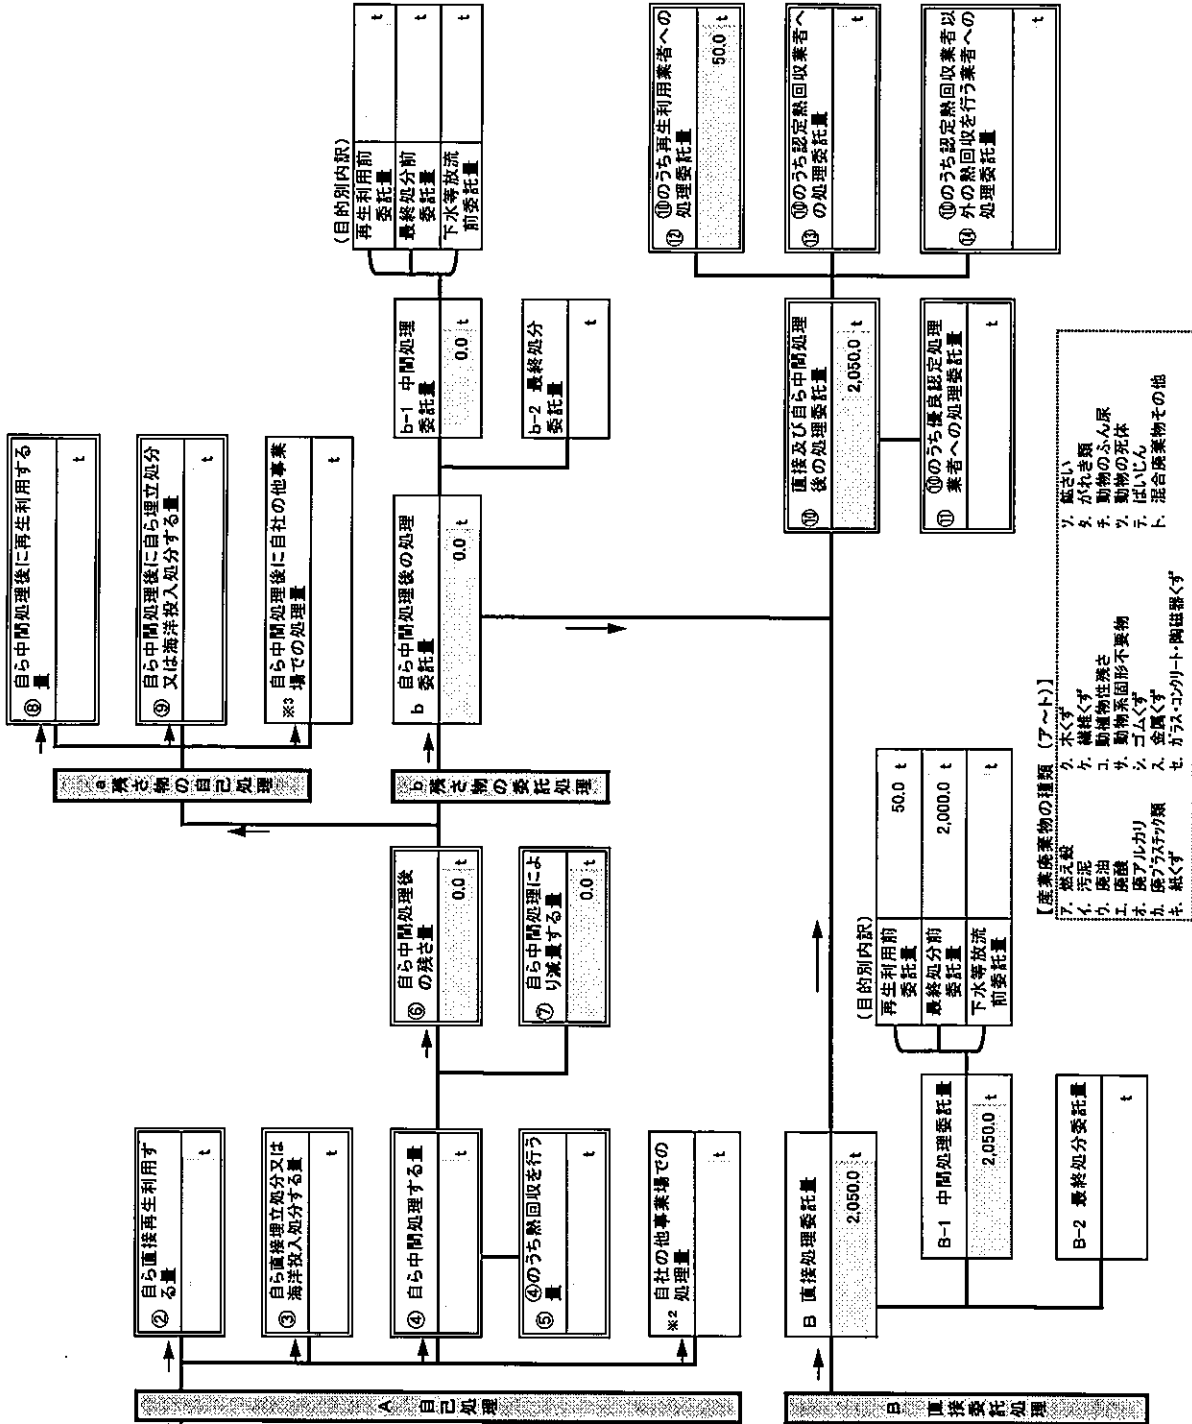 A 自己処理
② 自ら直接再生利用す
る量
t
③ 自ら直接埋立処分又は
海洋投入処分する量
t
④ 自ら中間処理する量
t
⑤ ④のうち熱回収を行う
量
t
※2 自社の他事業場での
処理量
t
⑥ 自ら中間処理後
の残さ量
0.0 t
⑦ 自ら中間処理によ
り減量する量
0.0 t
a 残さ物の自己処理
⑧ 自ら中間処理後に再生利用する
量
t
⑨ 自ら中間処理後に自ら埋立処分
又は海洋投入処分する量
t
※3 自ら中間処理後に自社の他事業
場での処理量
t
b 残さ物の委託処理
b 自ら中間処理後の処理
委託量
0.0 t
b-1 中間処理
委託量
0.0 t
b-2 最終処分
委託量
t
(目的別内訳)
再生利用前
委託量
t
最終処分前
委託量
t
下水等放流
前委託量
t
B 直接委託処理
B 直接処理委託量
2,050.0 t
B-1 中間処理委託量
2,050.0 t
B-2 最終処分委託量
t
(目的別内訳)
再生利用前
委託量
50.0 t
最終処分前
委託量
2,000.0 t
下水等放流
前委託量
t
⑩ 直接及び自ら中間処理
後の処理委託量
2,050.0 t
⑪ ⑩のうち優良認定処理
業者への処理委託量
t
⑫ ⑩のうち再生利用業者への
処理委託量
50.0 t
⑬ ⑩のうち認定熱回収業者へ
の処理委託量
t
⑭ ⑩のうち認定熱回収業者以
外の熱回収を行う業者への
処理委託量
t
【産業廃棄物の種類(ア~ト)】
ア. 燃え殻
イ. 汚泥
ウ. 廃油
エ. 廃酸
オ. 廃アルカリ
カ. 廃プラスチック類
キ. 紙くず
ク. 木くず
ケ. 繊維くず
コ. 動植物性残さ
サ. 動物系固形不要物
シ. ゴムくず
ス. 金属くず
セ. ガラス・コンクリート・陶磁器くず
ソ. 鉱さい
タ. がれき類
チ. 動物のふん尿
ツ. 動物の死体
テ. ばいじん
ト. 混合廃棄物その他